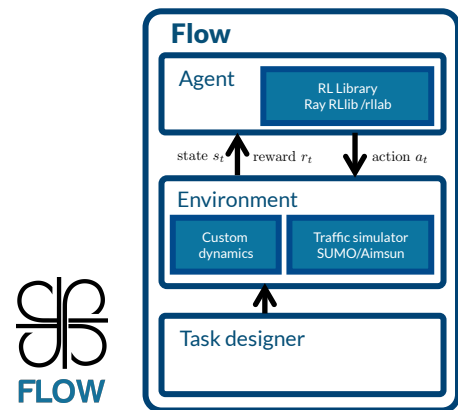 Flow
Agent
RL Library
Ray RLlib /rllab
state s_t
reward r_t
action a_t
Environment
Custom
dynamics
Traffic simulator
SUMO/Aimsun
Task designer
FLOW